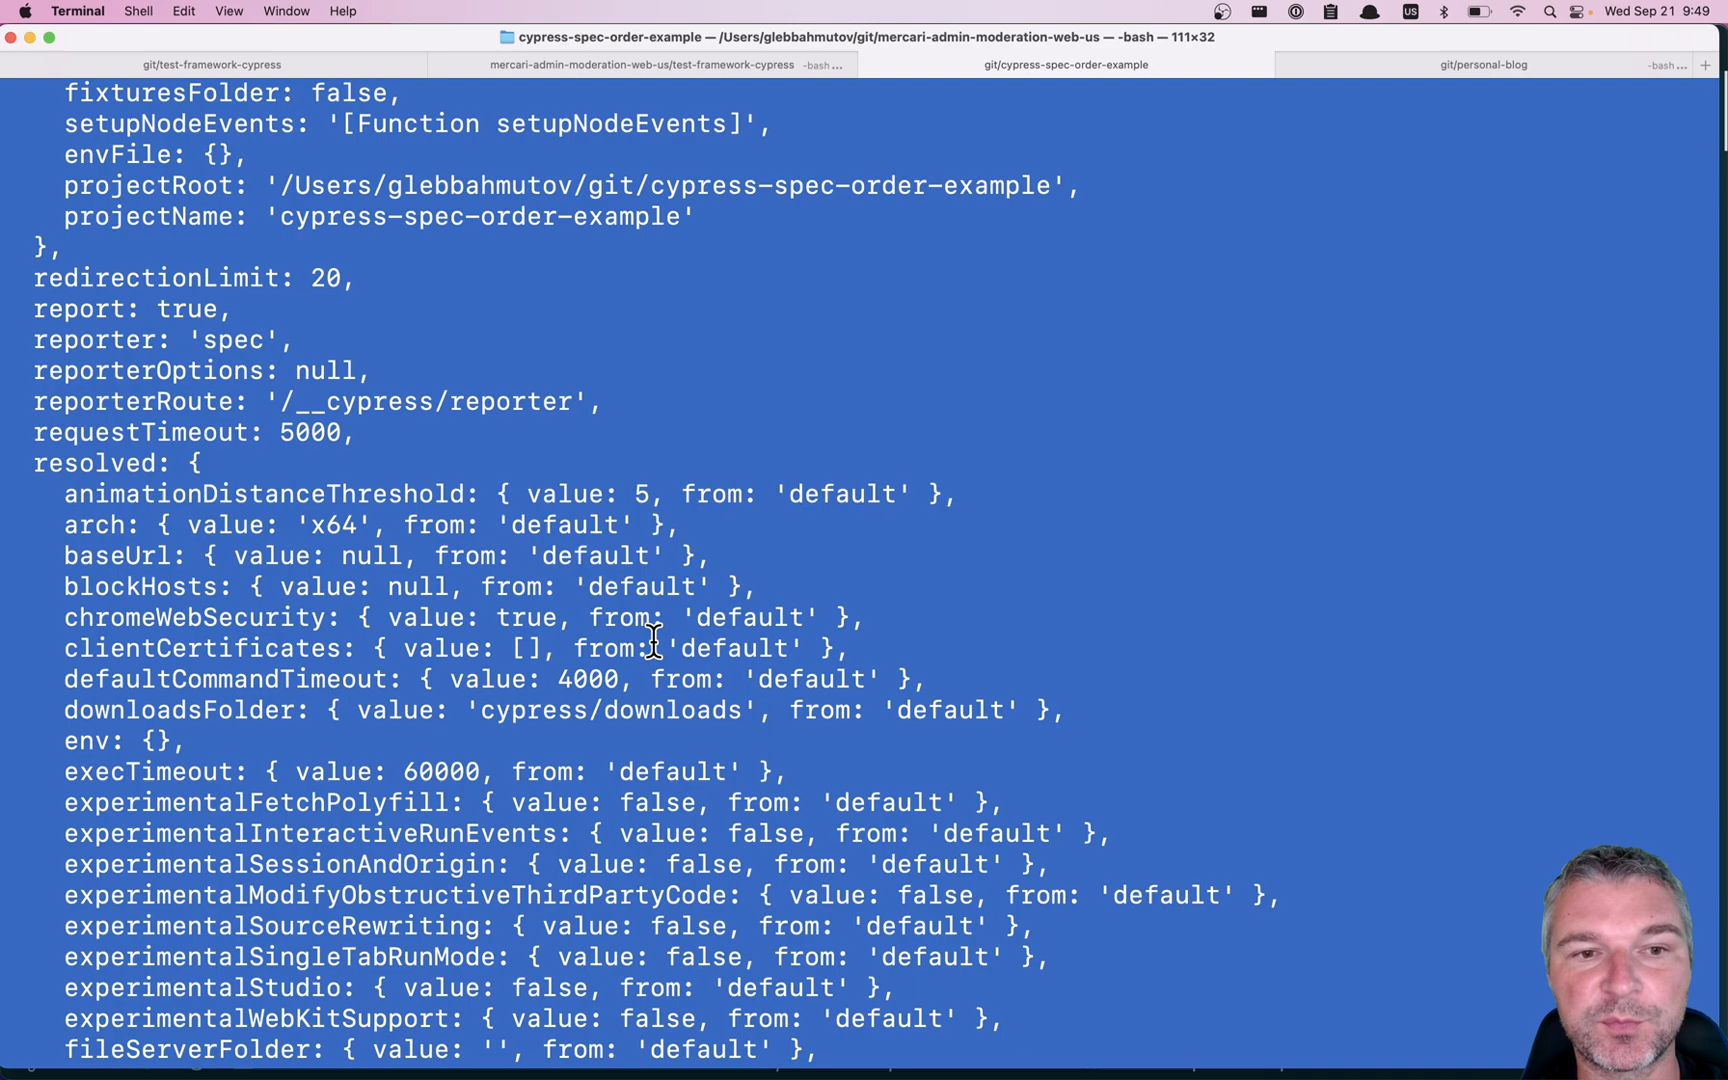 Terminal Shell Edit View Window Help US Wed Sep 21 9:49
cypress-spec-order-example — /Users/glebbahmutov/git/mercari-admin-moderation-web-us — -bash — 111×32
git/test-framework-cypress mercari-admin-moderation-web-us/test-framework-cypress -bash... git/cypress-spec-order-example git/personal-blog -bash... +
fixturesFolder: false,
setupNodeEvents: '[Function setupNodeEvents]',
envFile: {},
projectRoot: '/Users/glebbahmutov/git/cypress-spec-order-example',
projectName: 'cypress-spec-order-example'
},
redirectionLimit: 20,
report: true,
reporter: 'spec',
reporterOptions: null,
reporterRoute: '/__cypress/reporter',
requestTimeout: 5000,
resolved: {
animationDistanceThreshold: { value: 5, from: 'default' },
arch: { value: 'x64', from: 'default' },
baseUrl: { value: null, from: 'default' },
blockHosts: { value: null, from: 'default' },
chromeWebSecurity: { value: true, from: 'default' },
clientCertificates: { value: [], from: 'default' },
defaultCommandTimeout: { value: 4000, from: 'default' },
downloadsFolder: { value: 'cypress/downloads', from: 'default' },
env: {},
execTimeout: { value: 60000, from: 'default' },
experimentalFetchPolyfill: { value: false, from: 'default' },
experimentalInteractiveRunEvents: { value: false, from: 'default' },
experimentalSessionAndOrigin: { value: false, from: 'default' },
experimentalModifyObstructiveThirdPartyCode: { value: false, from: 'default' },
experimentalSourceRewriting: { value: false, from: 'default' },
experimentalSingleTabRunMode: { value: false, from: 'default' },
experimentalStudio: { value: false, from: 'default' },
experimentalWebKitSupport: { value: false, from: 'default' },
fileServerFolder: { value: '', from: 'default' },